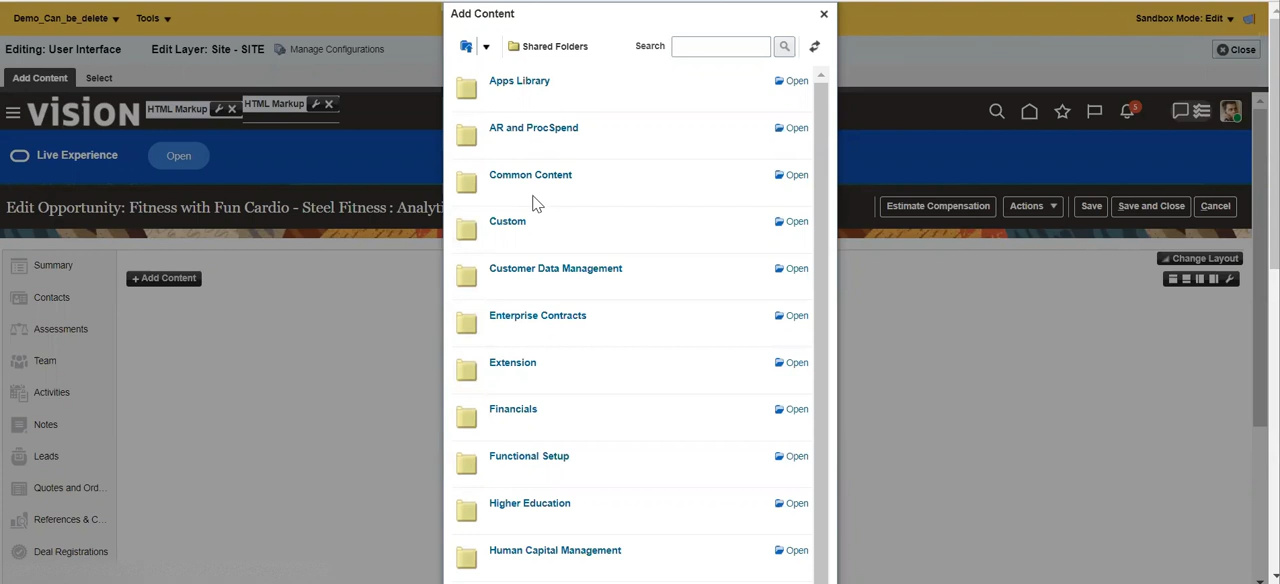 Demo_Can_be_delete Tools Sandbox Mode: Edit
Editing: User Interface Edit Layer: Site - SITE Manage Configurations Close
Add Content Select
VISION HTML Markup HTML Markup 5
Live Experience Open
Edit Opportunity: Fitness with Fun Cardio - Steel Fitness : Analyti
Estimate Compensation Actions Save Save and Close Cancel
Summary
Contacts
Assessments
Team
Activities
Notes
Leads
Quotes and Ord...
References & C...
Deal Registrations
+ Add Content
Change Layout
Add Content
Shared Folders Search
Apps Library Open
AR and ProcSpend Open
Common Content Open
Custom Open
Customer Data Management Open
Enterprise Contracts Open
Extension Open
Financials Open
Functional Setup Open
Higher Education Open
Human Capital Management Open